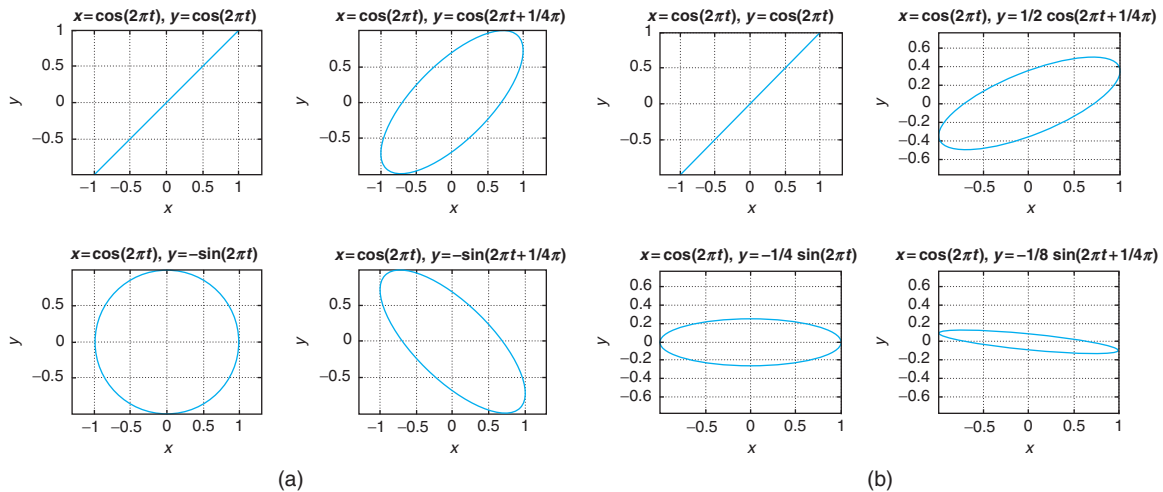 x=cos(2πt), y=cos(2πt)
1
0.5
0
−0.5
y
−1 −0.5 0 0.5 1
x
x=cos(2πt), y=cos(2πt+1/4π)
0.5
0
−0.5
y
−1 −0.5 0 0.5 1
x
x=cos(2πt), y=−sin(2πt)
0.5
0
−0.5
y
−1 −0.5 0 0.5 1
x
x=cos(2πt), y=−sin(2πt+1/4π)
0.5
0
−0.5
y
−1 −0.5 0 0.5 1
x
(a)
x=cos(2πt), y=cos(2πt)
1
0.5
0
−0.5
y
−1 −0.5 0 0.5 1
x
x=cos(2πt), y=1/2 cos(2πt+1/4π)
0.6
0.4
0.2
0
−0.2
−0.4
−0.6
y
−0.5 0 0.5 1
x
x=cos(2πt), y=−1/4 sin(2πt)
0.6
0.4
0.2
0
−0.2
−0.4
−0.6
y
−0.5 0 0.5 1
x
x=cos(2πt), y=−1/8 sin(2πt+1/4π)
0.6
0.4
0.2
0
−0.2
−0.4
−0.6
y
−0.5 0 0.5 1
x
(b)